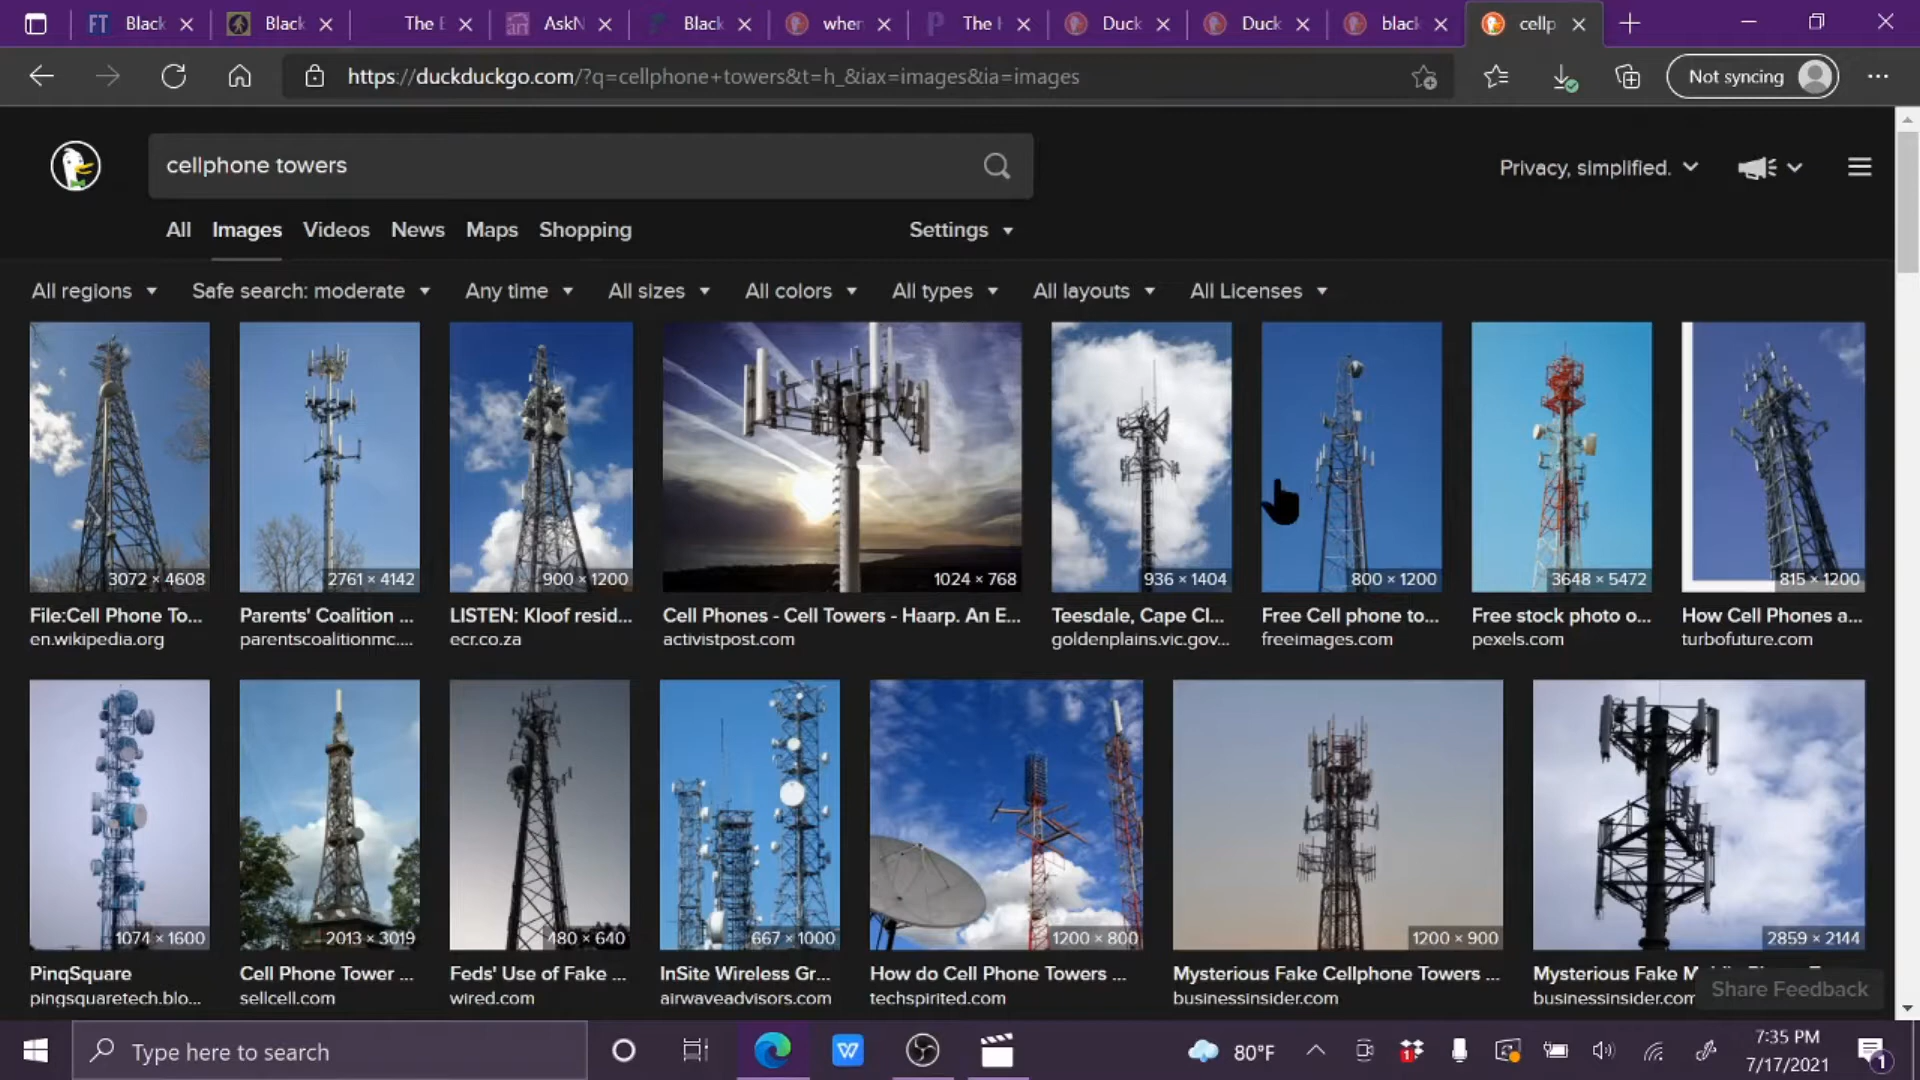 FT Black
Black
The E
AskN
Black
when
The H
Duck
Duck
black
cellp
https://duckduckgo.com/?q=cellphone+towers&t=h_&iax=images&ia=images
Not syncing
cellphone towers
Privacy, simplified.
All Images Videos News Maps Shopping Settings
All regions Safe search: moderate Any time All sizes All colors All types All layouts All Licenses
3072 × 4608
2761 × 4142
900 × 1200
1024 × 768
936 × 1404
800 × 1200
3648 × 5472
815 × 1200
File:Cell Phone To...
en.wikipedia.org
Parents' Coalition ...
parentscoalitionmc....
LISTEN: Kloof resid...
ecr.co.za
Cell Phones - Cell Towers - Haarp. An E...
activistpost.com
Teesdale, Cape Cl...
goldenplains.vic.gov...
Free Cell phone to...
freeimages.com
Free stock photo o...
pexels.com
How Cell Phones a...
turbofuture.com
1074 × 1600
2013 × 3019
480 × 640
667 × 1000
1200 × 800
1200 × 900
2859 × 2144
PinqSquare
pingsquaretech.blo...
Cell Phone Tower ...
sellcell.com
Feds' Use of Fake ...
wired.com
InSite Wireless Gr...
airwaveadvisors.com
How do Cell Phone Towers ...
techspirited.com
Mysterious Fake Cellphone Towers ...
businessinsider.com
Mysterious Fake
businessinsider.com
Share Feedback
Type here to search
W
80°F
1
7:35 PM
7/17/2021
1